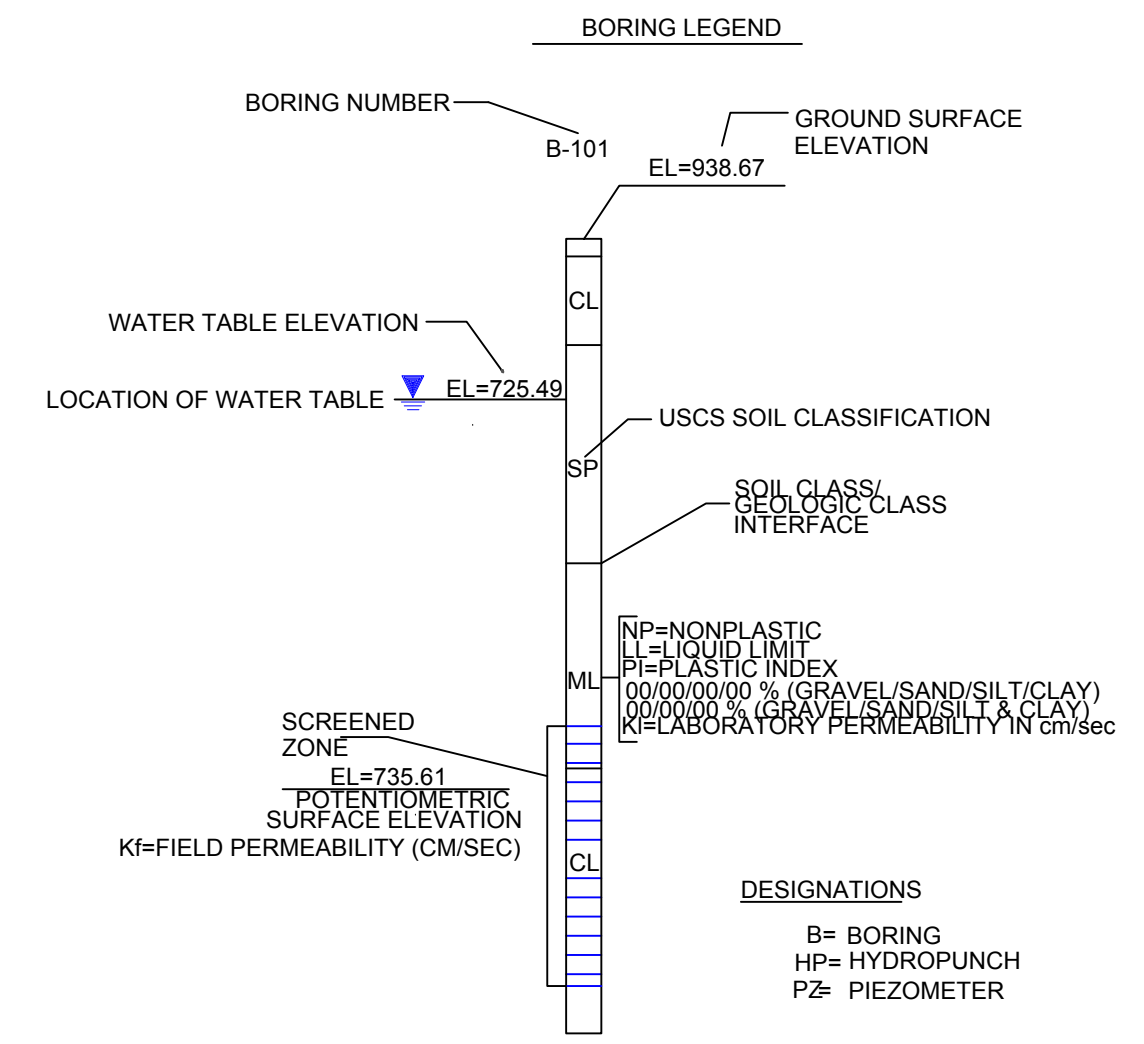 BORING LEGEND
BORING NUMBER
B-101
GROUND SURFACE
ELEVATION
EL=938.67
CL
WATER TABLE ELEVATION
EL=725.49
LOCATION OF WATER TABLE
USCS SOIL CLASSIFICATION
SP
SOIL CLASS/
GEOLOGIC CLASS
INTERFACE
NP=NONPLASTIC
LL=LIQUID LIMIT
PI=PLASTIC INDEX
00/00/00/00 % (GRAVEL/SAND/SILT/CLAY)
00/00/00 % (GRAVEL/SAND/SILT & CLAY)
Kl=LABORATORY PERMEABILITY IN cm/sec
ML
SCREENED
ZONE
EL=735.61
POTENTIOMETRIC
SURFACE ELEVATION
Kf=FIELD PERMEABILITY (CM/SEC)
CL
DESIGNATIONS
B= BORING
HP= HYDROPUNCH
PZ= PIEZOMETER